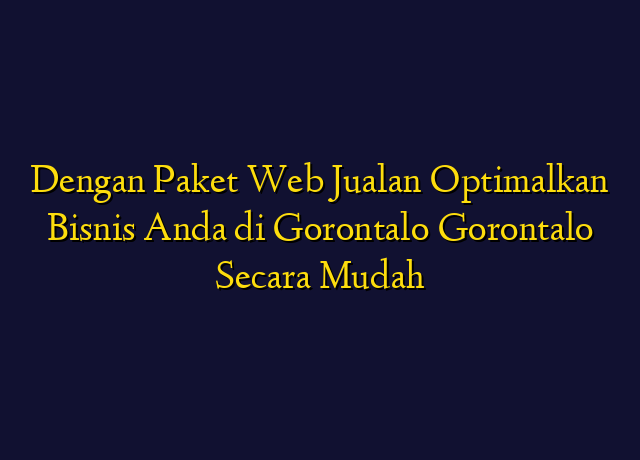 Dengan Paket Web Jualan Optimalkan
Bisnis Anda di Gorontalo Gorontalo
Secara Mudah